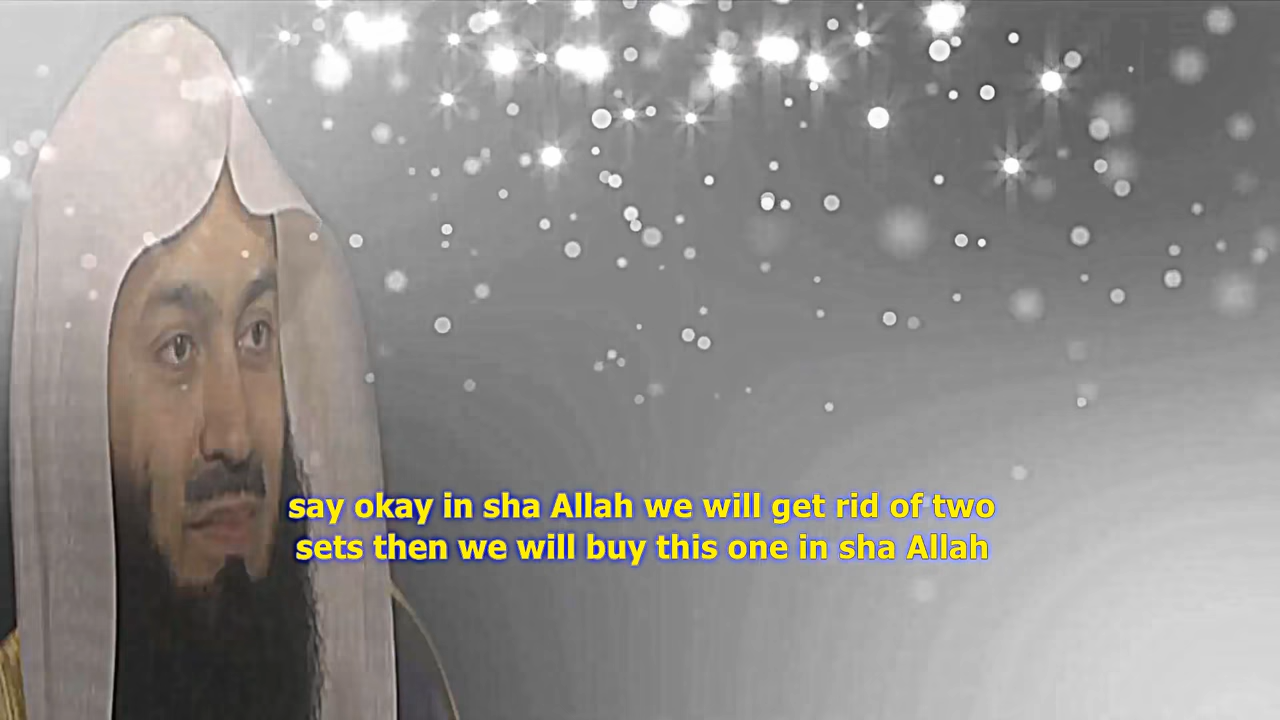 say okay in sha Allah we will get rid of two
sets then we will buy this one in sha Allah